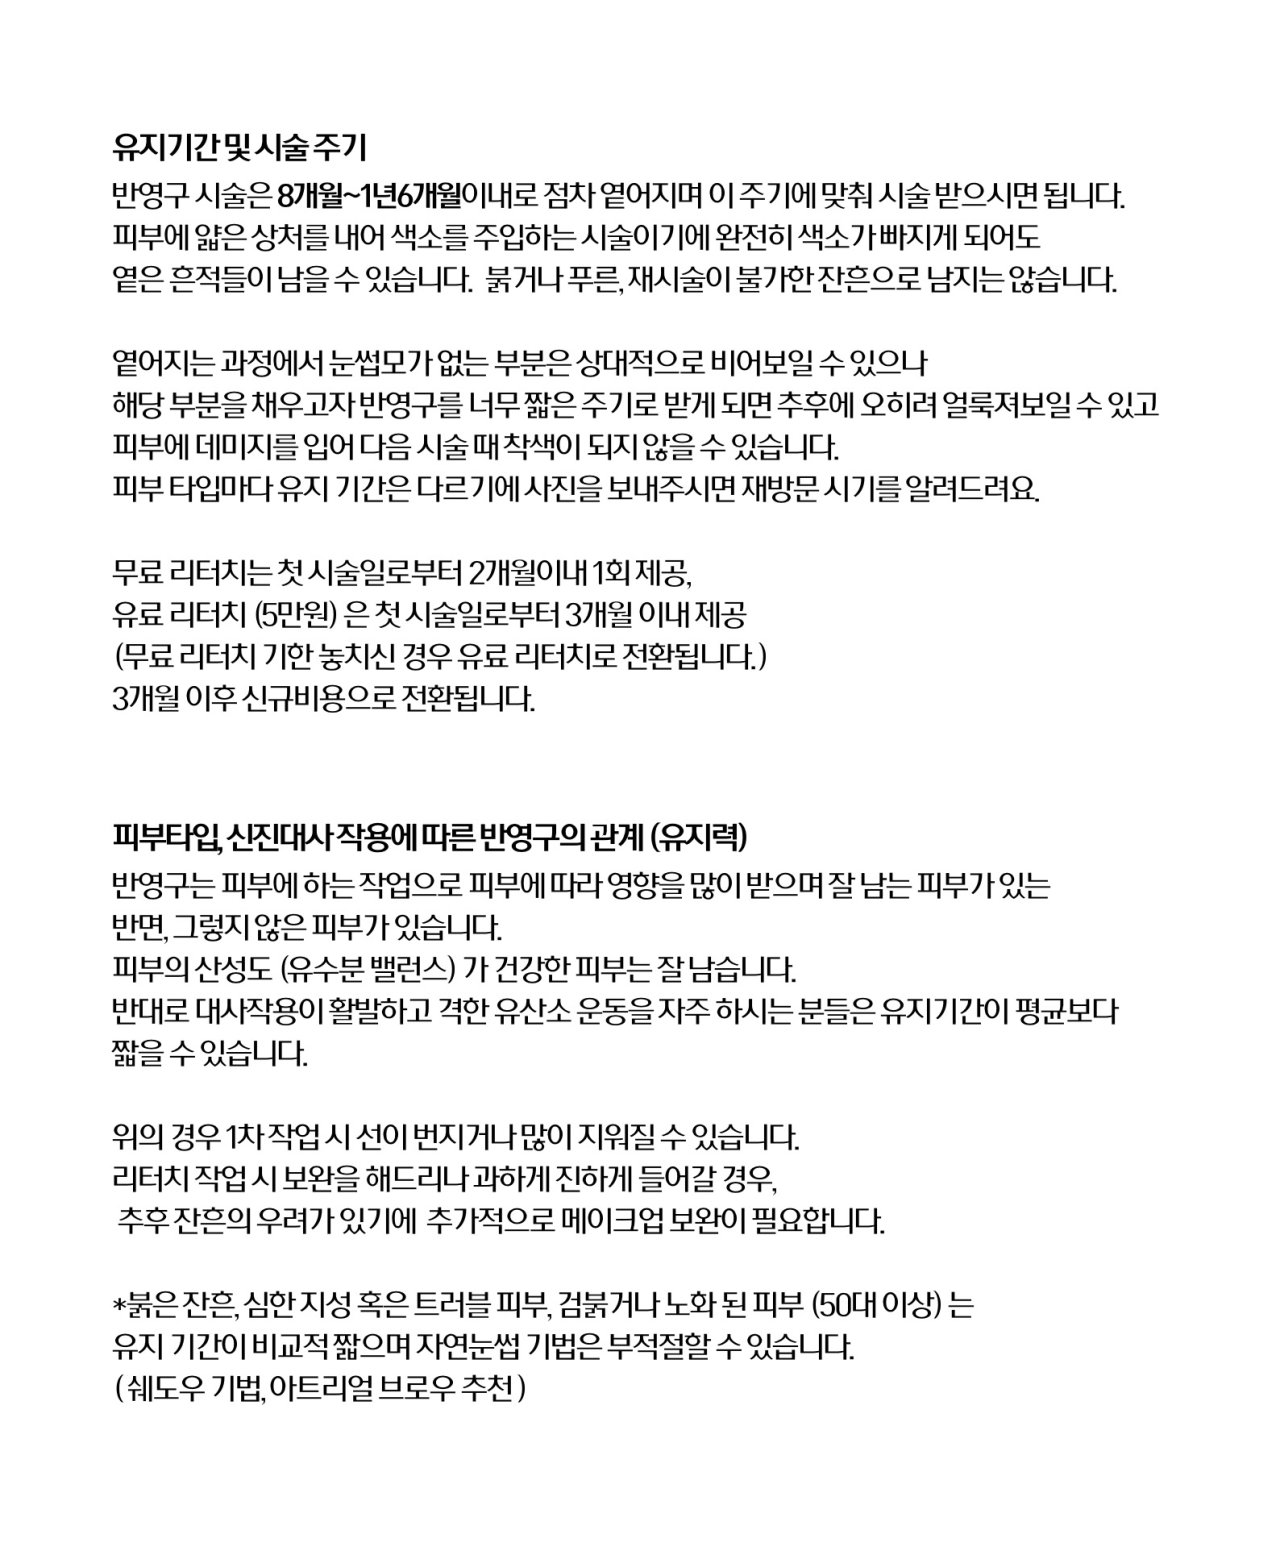 유지기간 및 시술 주기
반영구 시술은 8개월~1년6개월이내로 점차 옅어지며 이 주기에 맞춰 시술 받으시면 됩니다.
피부에 얇은 상처를 내어 색소를 주입하는 시술이기에 완전히 색소가 빠지게 되어도
옅은 흔적들이 남을 수 있습니다. 붉거나 푸른, 재시술이 불가한 잔흔으로 남지는 않습니다.
옅어지는 과정에서 눈썹모가 없는 부분은 상대적으로 비어보일 수 있으나
해당 부분을 채우고자 반영구를 너무 짧은 주기로 받게 되면 추후에 오히려 얼룩져보일 수 있고
피부에 데미지를 입어 다음 시술 때 착색이 되지 않을 수 있습니다.
피부 타입마다 유지 기간은 다르기에 사진을 보내주시면 재방문 시기를 알려드려요.
무료 리터치는 첫 시술일로부터 2개월이내 1회 제공,
유료 리터치 (5만원) 은 첫 시술일로부터 3개월 이내 제공
(무료 리터치 기한 놓치신 경우 유료 리터치로 전환됩니다.)
3개월 이후 신규비용으로 전환됩니다.
피부타입, 신진대사 작용에 따른 반영구의 관계 (유지력)
반영구는 피부에 하는 작업으로 피부에 따라 영향을 많이 받으며 잘 남는 피부가 있는
반면, 그렇지 않은 피부가 있습니다.
피부의 산성도 (유수분 밸런스) 가 건강한 피부는 잘 남습니다.
반대로 대사작용이 활발하고 격한 유산소 운동을 자주 하시는 분들은 유지기간이 평균보다
짧을 수 있습니다.
위의 경우 1차 작업 시 선이 번지거나 많이 지워질 수 있습니다.
리터치 작업 시 보완을 해드리나 과하게 진하게 들어갈 경우,
추후 잔흔의 우려가 있기에 추가적으로 메이크업 보완이 필요합니다.
*붉은 잔흔, 심한 지성 혹은 트러블 피부, 검붉거나 노화 된 피부 (50대 이상) 는
유지 기간이 비교적 짧으며 자연눈썹 기법은 부적절할 수 있습니다.
( 쉐도우 기법, 아트리얼 브로우 추천 )